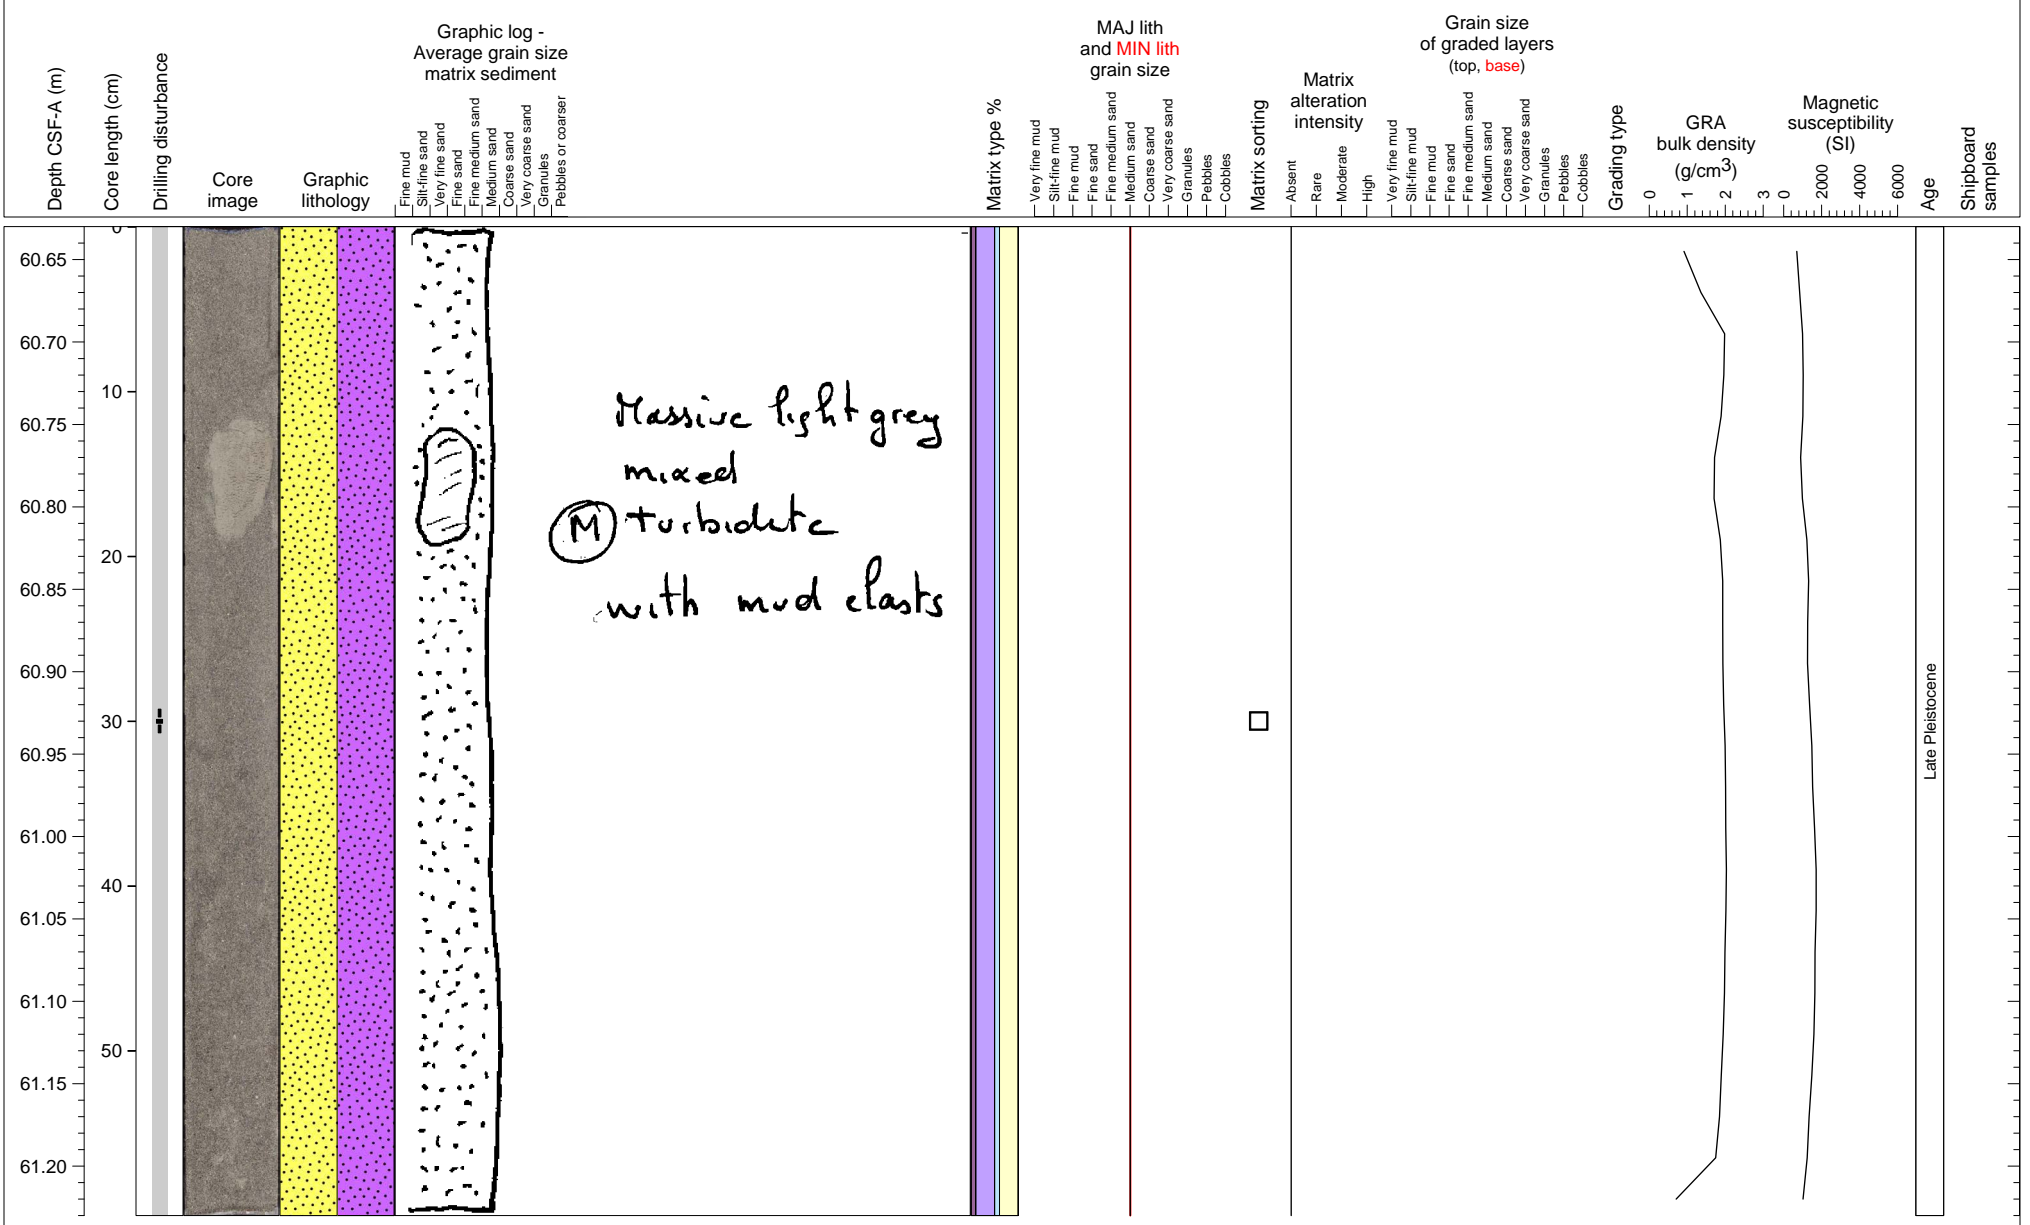 Depth CSF-A (m)
Core length (cm)
Drilling disturbance
Core
image
Graphic
lithology
Graphic log -
Average grain size
matrix sediment
Fine mud
Silt-fine sand
Very fine sand
Fine sand
Fine medium sand
Medium sand
Coarse sand
Very coarse sand
Granules
Pebbles or coarser
Matrix type %
MAJ lith
and MIN lith
grain size
Very fine mud
Silt-fine mud
Fine mud
Fine sand
Fine medium sand
Medium sand
Coarse sand
Very coarse sand
Granules
Pebbles
Cobbles
Matrix sorting
Matrix
alteration
intensity
Absent
Rare
Moderate
High
Grain size
of graded layers
(top, base)
Very fine mud
Silt-fine mud
Fine mud
Fine sand
Fine medium sand
Medium sand
Coarse sand
Very coarse sand
Granules
Pebbles
Cobbles
Grading type
GRA
bulk density
(g/cm3)
0 1 2 3
Magnetic
susceptibility
(SI)
0 2000 4000 6000
Age
Shipboard
samples
0
60.65
60.70
10
60.75
60.80
20
60.85
60.90
30
60.95
61.00
40
61.05
61.10
50
61.15
61.20
Massive light grey
mixed
M turbidite
with mud clasts
Late Pleistocene